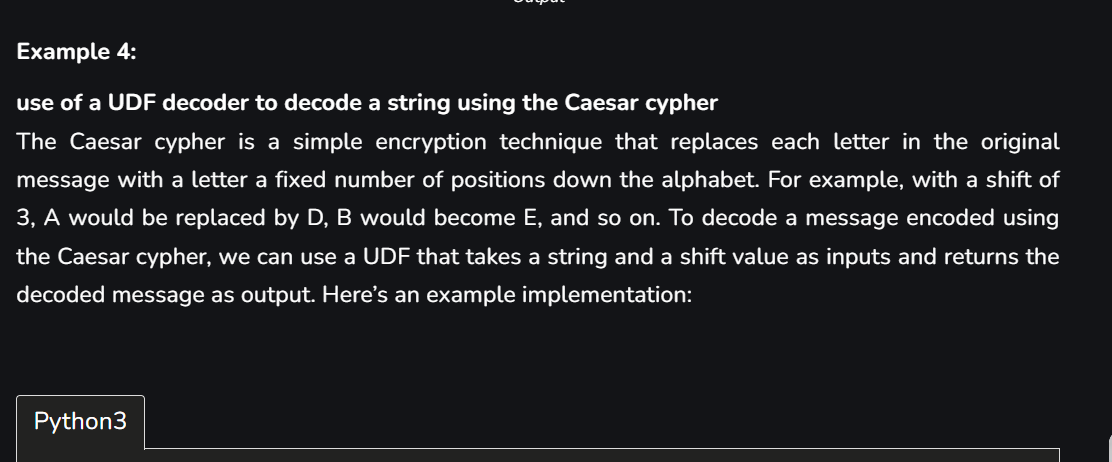 Example 4:
use of a UDF decoder to decode a string using the Caesar cypher
The Caesar cypher is a simple encryption technique that replaces each letter in the original
message with a letter a fixed number of positions down the alphabet. For example, with a shift of
3, A would be replaced by D, B would become E, and so on. To decode a message encoded using
the Caesar cypher, we can use a UDF that takes a string and a shift value as inputs and returns the
decoded message as output. Here’s an example implementation:
Python3